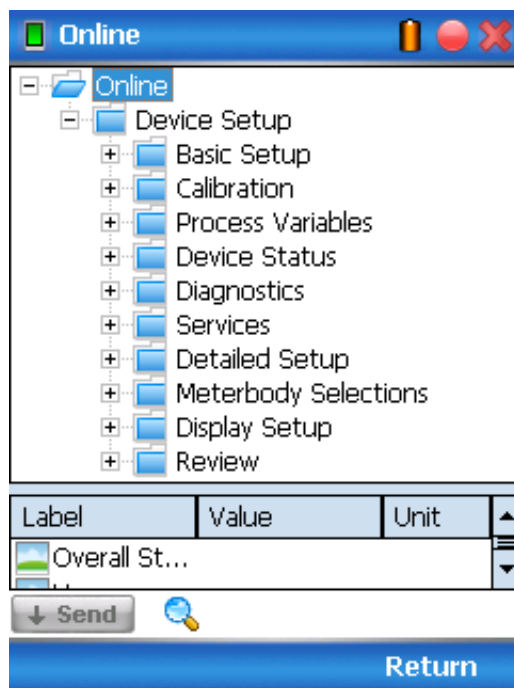 Online
Online
Device Setup
Basic Setup
Calibration
Process Variables
Device Status
Diagnostics
Services
Detailed Setup
Meterbody Selections
Display Setup
Review
Label Value Unit
Overall St...
Send
Return